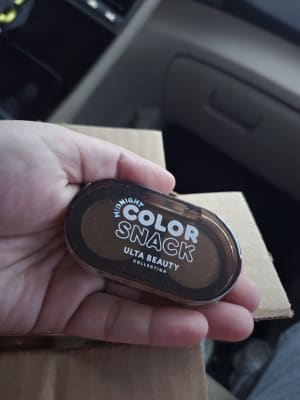 MIDNIGHT
COLOR
SNACK
ULTA BEAUTY
COLLECTION